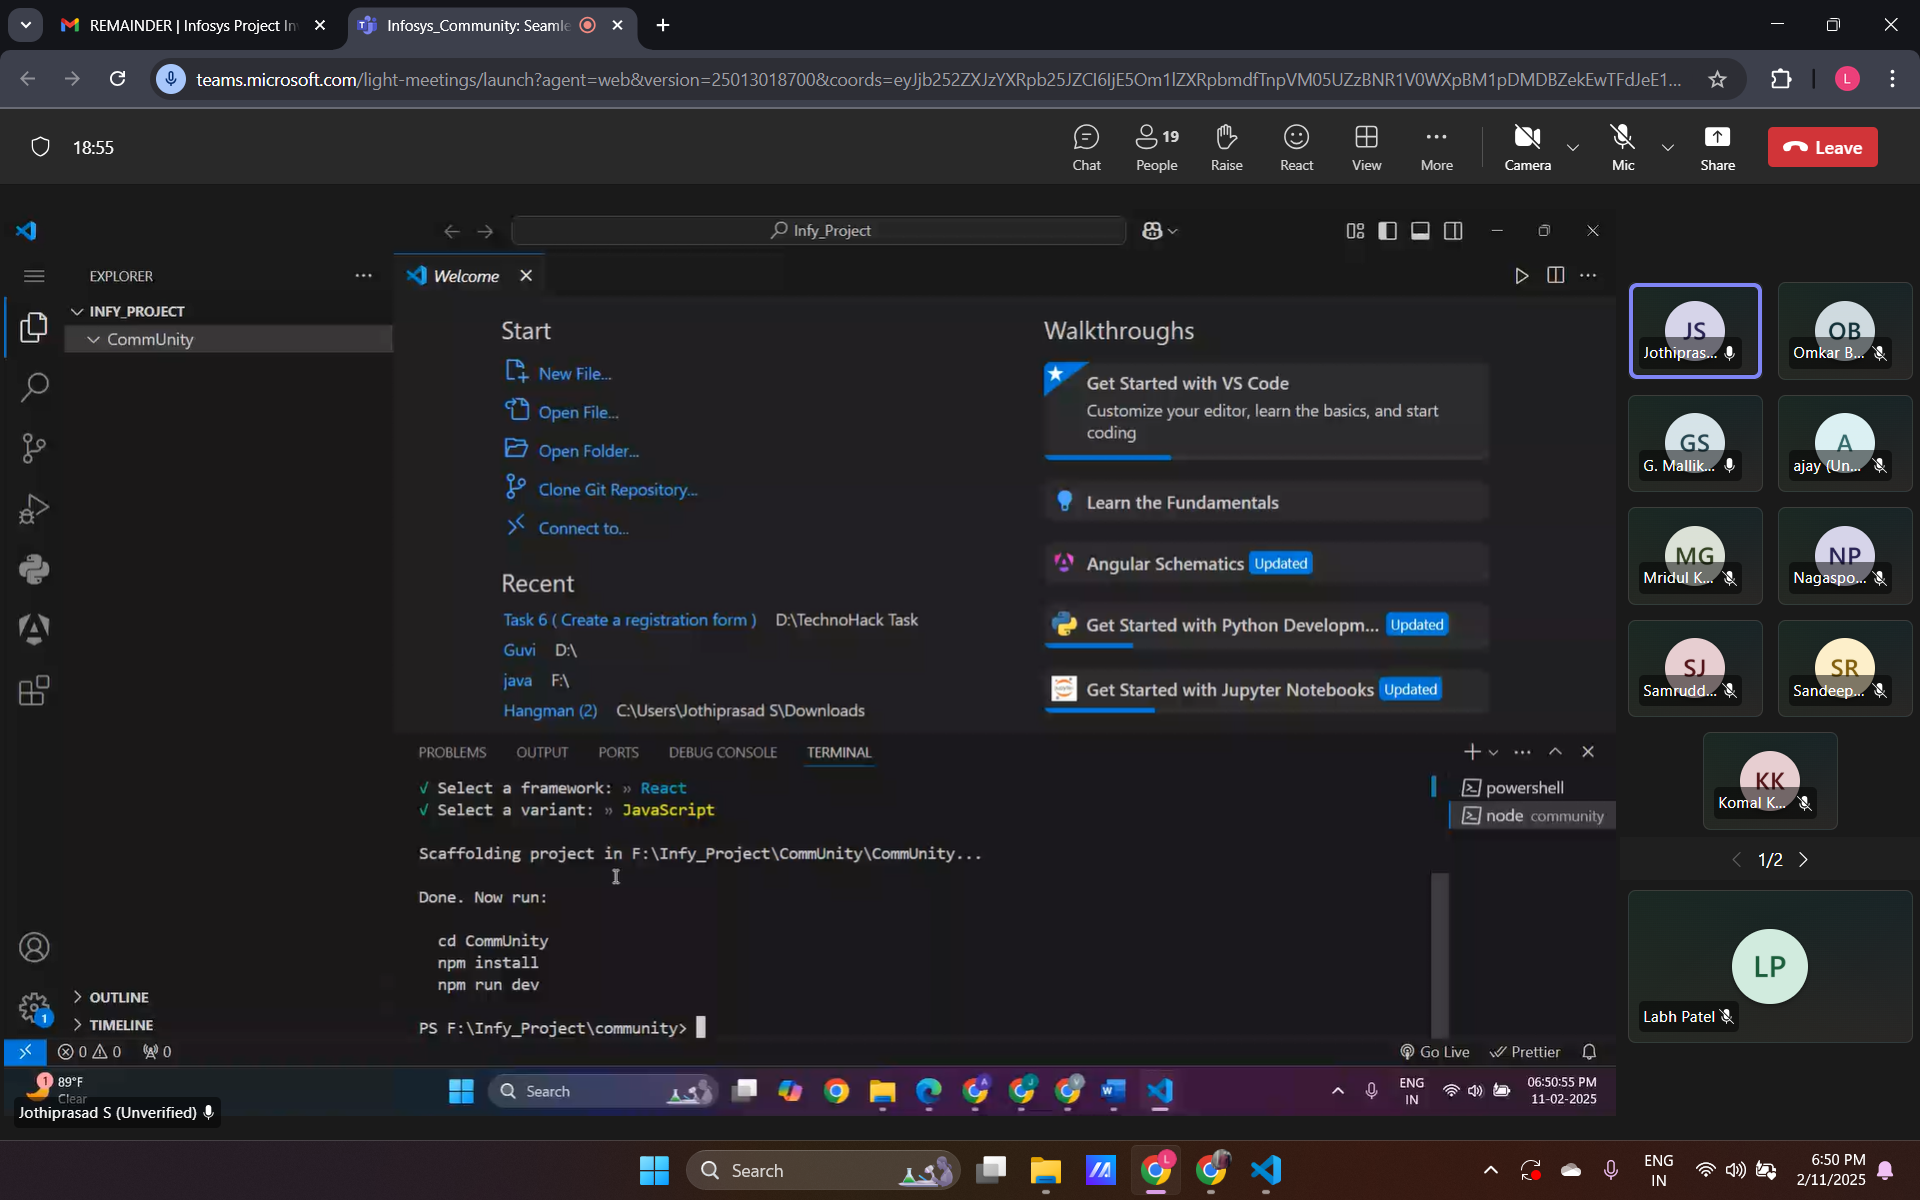 REMAINDER | Infosys Project In
Infosys_Community: Seamle
teams.microsoft.com/light-meetings/launch?agent=web&version=25013018700&coords=eyJjb252ZXJzYXRpb25JZCI6IjE5Om1lZXRpbmdfTnpVM05UZzBNR1V0WXpBM1pDMDBZekEwTFdJeE1...
L
18:55
Chat
People
19
Raise
React
View
More
Camera
Mic
Share
Leave
Infy_Project
EXPLORER
Welcome
INFY_PROJECT
CommUnity
Start
New File...
Open File...
Open Folder...
Clone Git Repository...
Connect to...
Recent
Task 6 ( Create a registration form ) D:\TechnoHack Task
Guvi D:\
java F:\
Hangman (2) C:\Users\Jothiprasad S\Downloads
Walkthroughs
Get Started with VS Code
Customize your editor, learn the basics, and start
coding
Learn the Fundamentals
Angular Schematics Updated
Get Started with Python Developm... Updated
Get Started with Jupyter Notebooks Updated
PROBLEMS OUTPUT PORTS DEBUG CONSOLE TERMINAL
√ Select a framework: » React
√ Select a variant: » JavaScript
Scaffolding project in F:\Infy_Project\CommUnity\CommUnity...
Done. Now run:
cd CommUnity
npm install
npm run dev
PS F:\Infy_Project\community>
powershell
node community
OUTLINE
TIMELINE
1
0 0 0
Go Live Prettier
1
89°F
Clear
Search
ENG
IN
06:50:55 PM
11-02-2025
Jothiprasad S (Unverified)
JS
Jothipras...
OB
Omkar B...
GS
G. Mallik...
A
ajay (Un...
MG
Mridul K...
NP
Nagaspo...
SJ
Samrudd...
SR
Sandeep...
KK
Komal K...
1/2
LP
Labh Patel
Search
L
ENG
IN
6:50 PM
2/11/2025